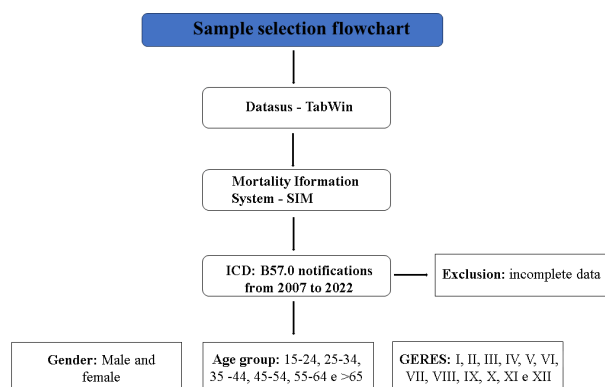 Sample selection flowchart
Datasus - TabWin
Mortality Iformation
System - SIM
ICD: B57.0 notifications
from 2007 to 2022
Exclusion: incomplete data
Gender: Male and
female
Age group: 15-24, 25-34,
35 -44, 45-54, 55-64 e >65
GERES: I, II, III, IV, V, VI,
VII, VIII, IX, X, XI e XII